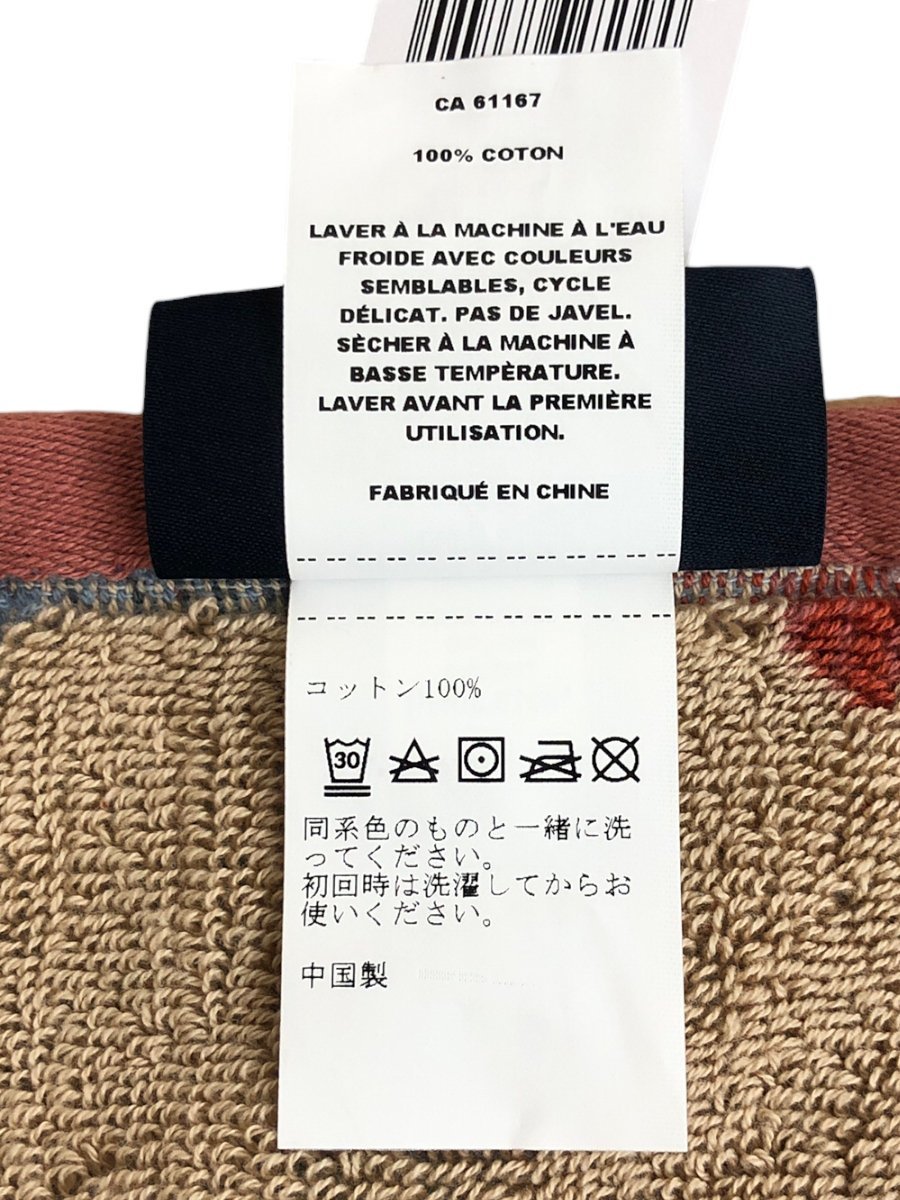 CA 61167
100% COTON
LAVER À LA MACHINE À L'EAU
FROIDE AVEC COULEURS
SEMBLABLES, CYCLE
DÉLICAT. PAS DE JAVEL.
SÈCHER À LA MACHINE À
BASSE TEMPÈRATURE.
LAVER AVANT LA PREMIÈRE
UTILISATION.
FABRIQUÉ EN CHINE
コットン100%
30
同系色のものと一緒に洗
ってください。
初回時は洗濯してからお
使いください。
中国製